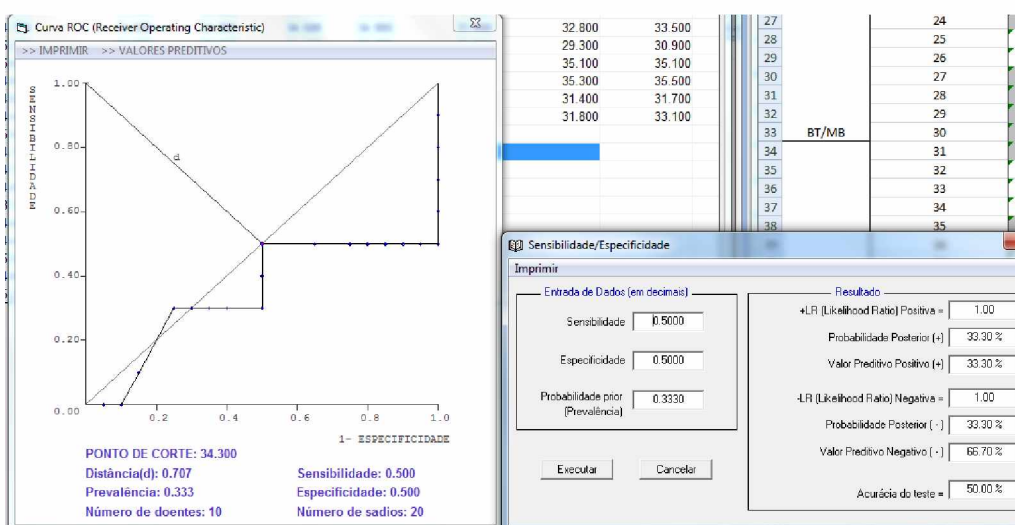 Curva ROC (Receiver Operating Characteristic)
>> IMPRIMIR >> VALORES PREDITIVOS
SENSIBILIDADE
1.00
0.80
0.60
0.40
0.20
0.00
d
0.2 0.4 0.6 0.8 1.0
1- ESPECIFICIDADE
PONTO DE CORTE: 34.300
Distância(d): 0.707 Sensibilidade: 0.500
Prevalência: 0.333 Especificidade: 0.500
Número de doentes: 10 Número de sadios: 20
32.800 33.500
29.300 30.900
35.100 35.100
35.300 35.500
31.400 31.700
31.800 33.100
27 24
28 25
29 26
30 27
31 28
32 29
33 BT/MB 30
34 31
35 32
36 33
37 34
38 35
Sensibilidade/Especificidade
Imprimir
Entrada de Dados (em decimais)
Sensibilidade 0.5000
Especificidade 0.5000
Probabilidade prior 0.3330
(Prevalência)
Executar Cancelar
Resultado
+LR (Likelihood Ratio) Positiva = 1.00
Probabilidade Posterior (+) 33.30 %
Valor Preditivo Positivo (+) 33.30 %
-LR (Likelihood Ratio) Negativa = 1.00
Probabilidade Posterior ( - ) 33.30 %
Valor Preditivo Negativo ( - ) 66.70 %
Acurácia do teste = 50.00 %